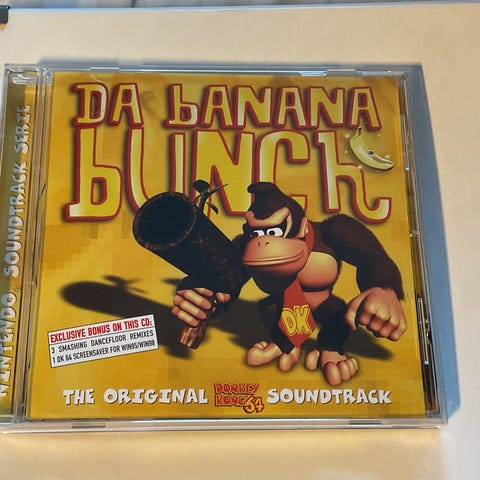 DA bANANA
bUNCh
NINTENDO SOUNDTRACK SERIE
DK
EXCLUSIVE BONUS ON THIS CD:
3 SMASHING DANCEFLOOR REMIXES
1 DK 64 SCREENSAVER FOR WIN95/WIN98
THE ORIGINAL DONKEY KONG 64 SOUNDTRACK